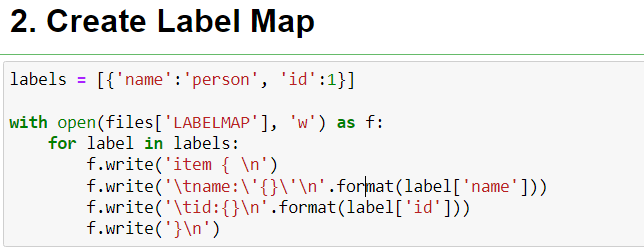 2. Create Label Map
labels = [{'name':'person', 'id':1}]
with open(files['LABELMAP'], 'w') as f:
    for label in labels:
        f.write('item { \n')
        f.write('\tname:\'{}\'\n'.format(label['name']))
        f.write('\tid:{}\n'.format(label['id']))
        f.write('}\n')